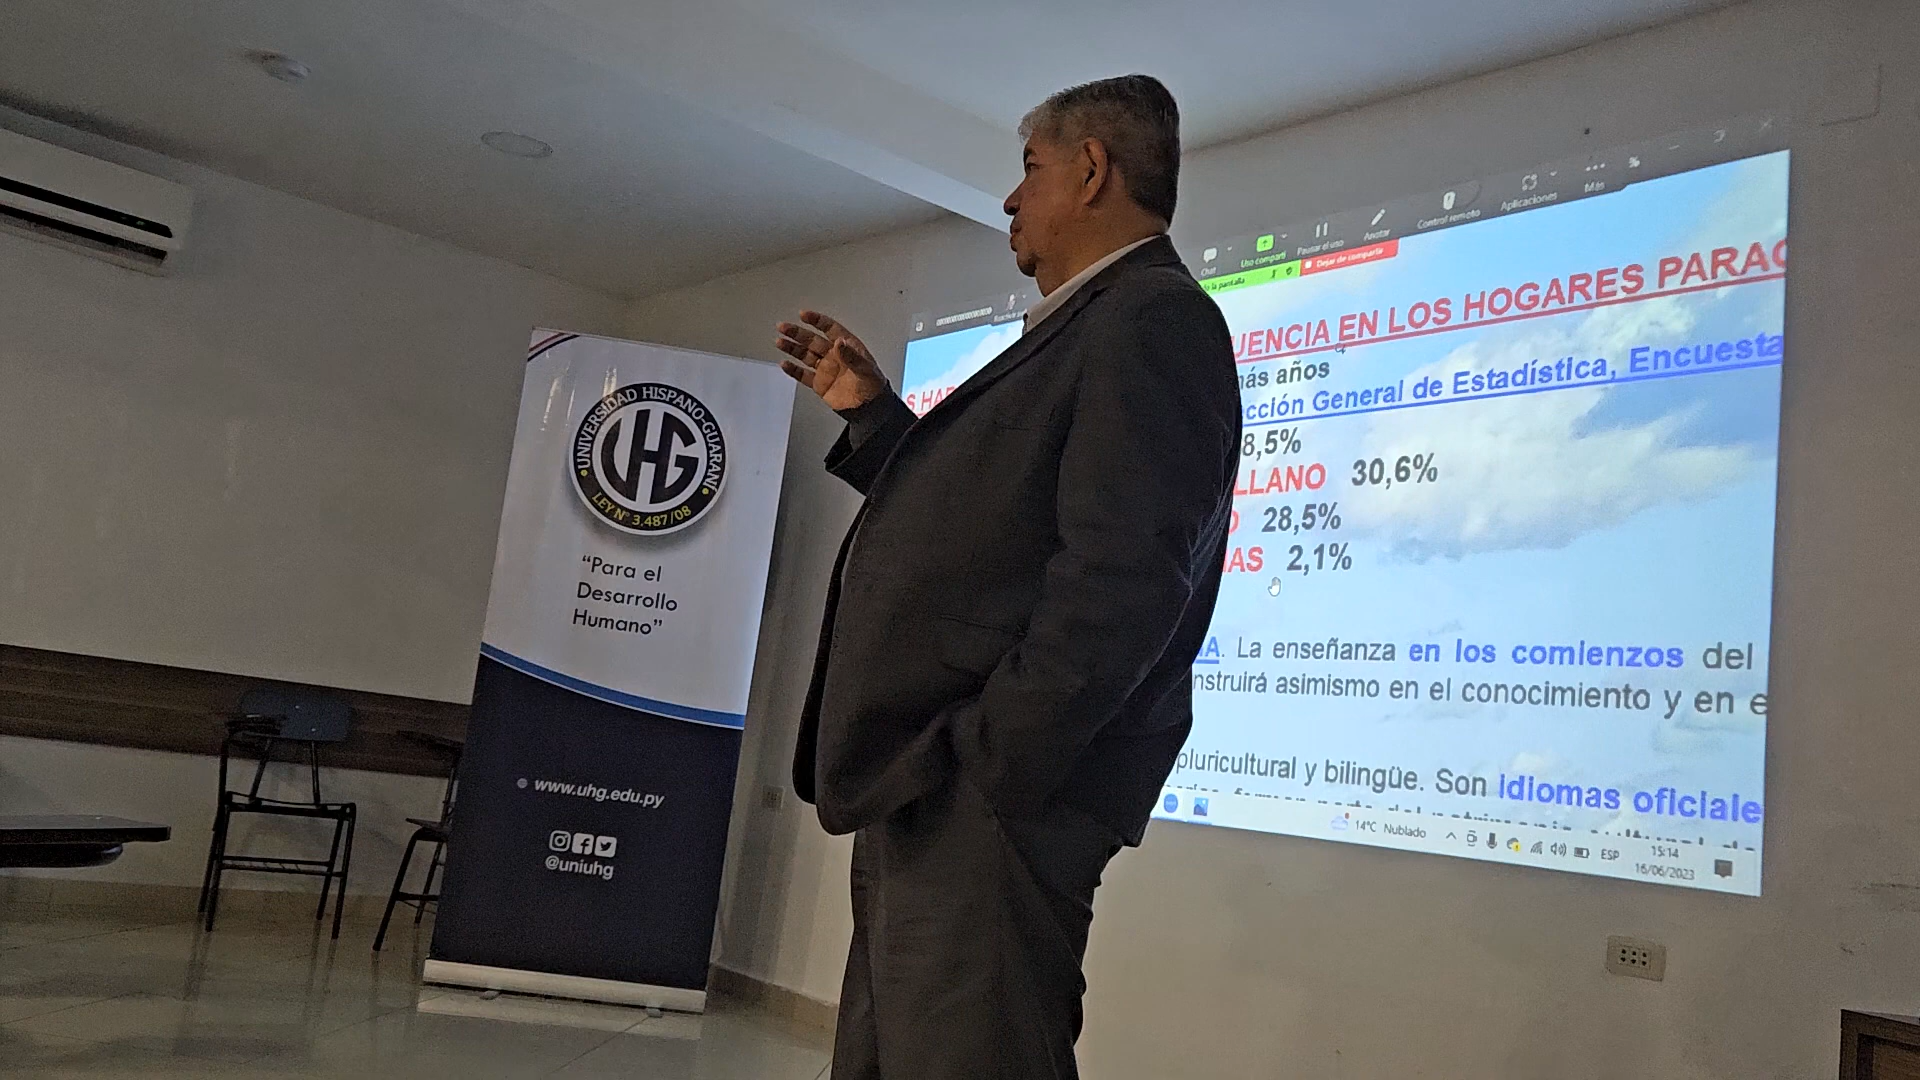 UNIVERSIDAD HISPANO-GUARANÍ
UHG
LEY N° 3.487/08
“Para el
Desarrollo
Humano”
www.uhg.edu.py
@uniuhg
Chat
Pausar el uso
Anotar
Control remoto
Aplicaciones
Más
Dejar de compartir
UENCIA EN LOS HOGARES PARAG
más años
cción General de Estadística, Encuesta
8,5%
LLANO 30,6%
O 28,5%
AS 2,1%
IA. La enseñanza en los comienzos del
nstruirá asimismo en el conocimiento y en e
pluricultural y bilingüe. Son idiomas oficiale
14°C Nublado
ESP
15:14
16/06/2023